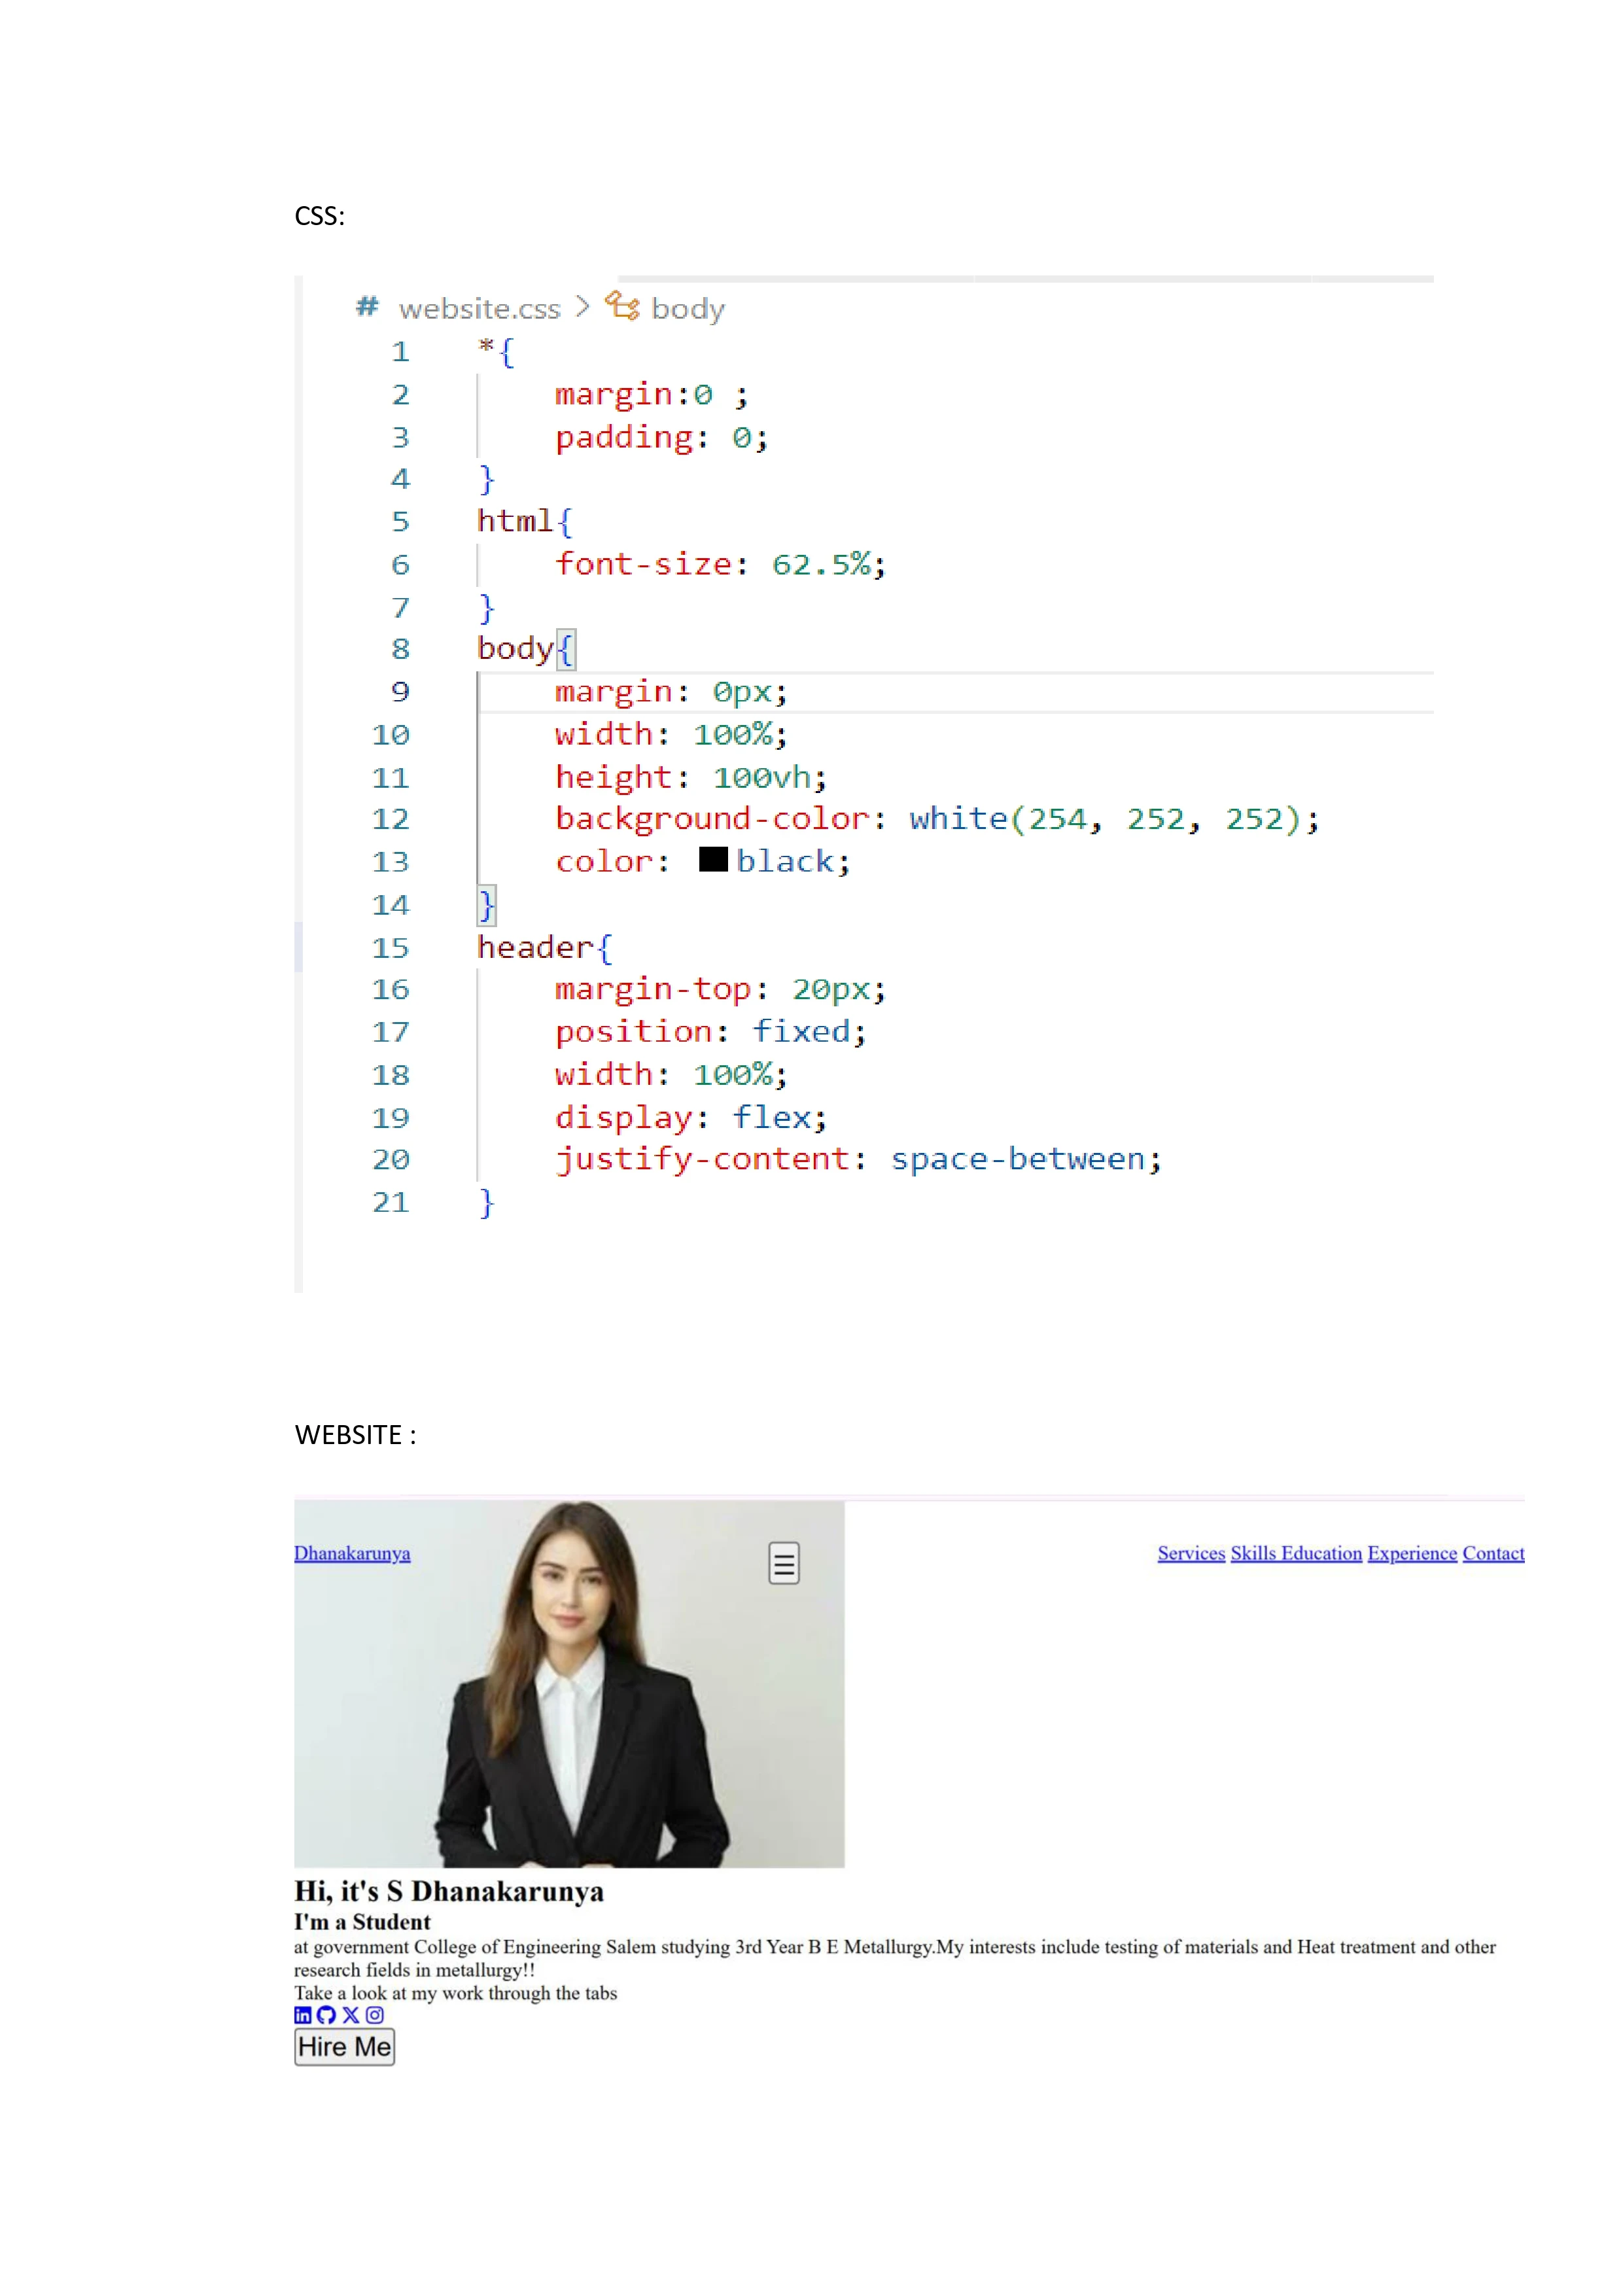 CSS:
# website.css > body
1 *{
2 margin:0 ;
3 padding: 0;
4 }
5 html{
6 font-size: 62.5%;
7 }
8 body{
9 margin: 0px;
10 width: 100%;
11 height: 100vh;
12 background-color: white(254, 252, 252);
13 color: black;
14 }
15 header{
16 margin-top: 20px;
17 position: fixed;
18 width: 100%;
19 display: flex;
20 justify-content: space-between;
21 }
WEBSITE :
Dhanakarunya Services Skills Education Experience Contact
Hi, it's S Dhanakarunya
I'm a Student
at government College of Engineering Salem studying 3rd Year B E Metallurgy.My interests include testing of materials and Heat treatment and other
research fields in metallurgy!!
Take a look at my work through the tabs
Hire Me